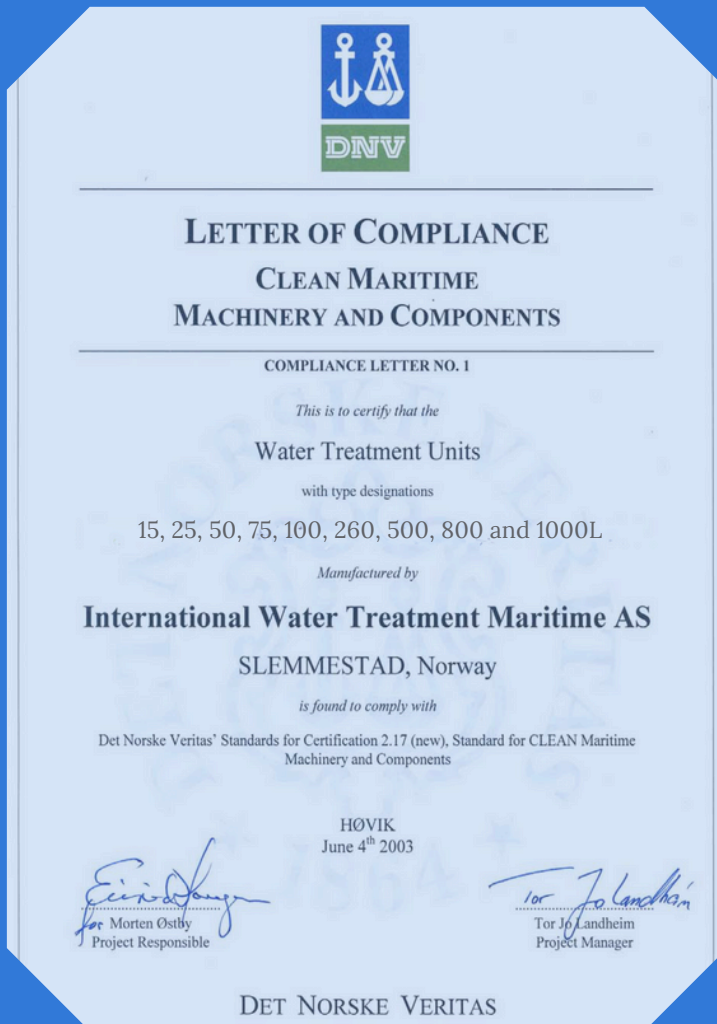 DNV
LETTER OF COMPLIANCE
CLEAN MARITIME
MACHINERY AND COMPONENTS
COMPLIANCE LETTER NO. 1
This is to certify that the
Water Treatment Units
with type designations
15, 25, 50, 75, 100, 260, 500, 800 and 1000L
Manufactured by
International Water Treatment Maritime AS
SLEMMESTAD, Norway
is found to comply with
Det Norske Veritas' Standards for Certification 2.17 (new), Standard for CLEAN Maritime
Machinery and Components
HØVIK
June 4th 2003
for Morten Østby
Project Responsible
Tor Jo Landheim
Tor Jo Landheim
Project Manager
DET NORSKE VERITAS
DET NORSKE VERITAS
1864